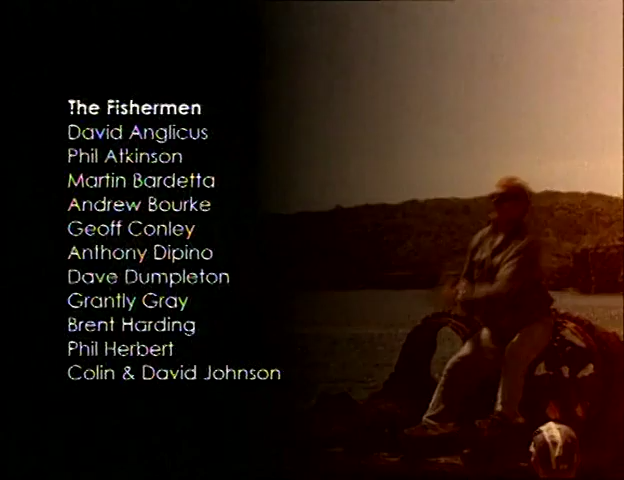 The Fishermen
David Anglicus
Phil Atkinson
Martin Bardetta
Andrew Bourke
Geoff Conley
Anthony Dipino
Dave Dumpleton
Grantly Gray
Brent Harding
Phil Herbert
Colin & David Johnson